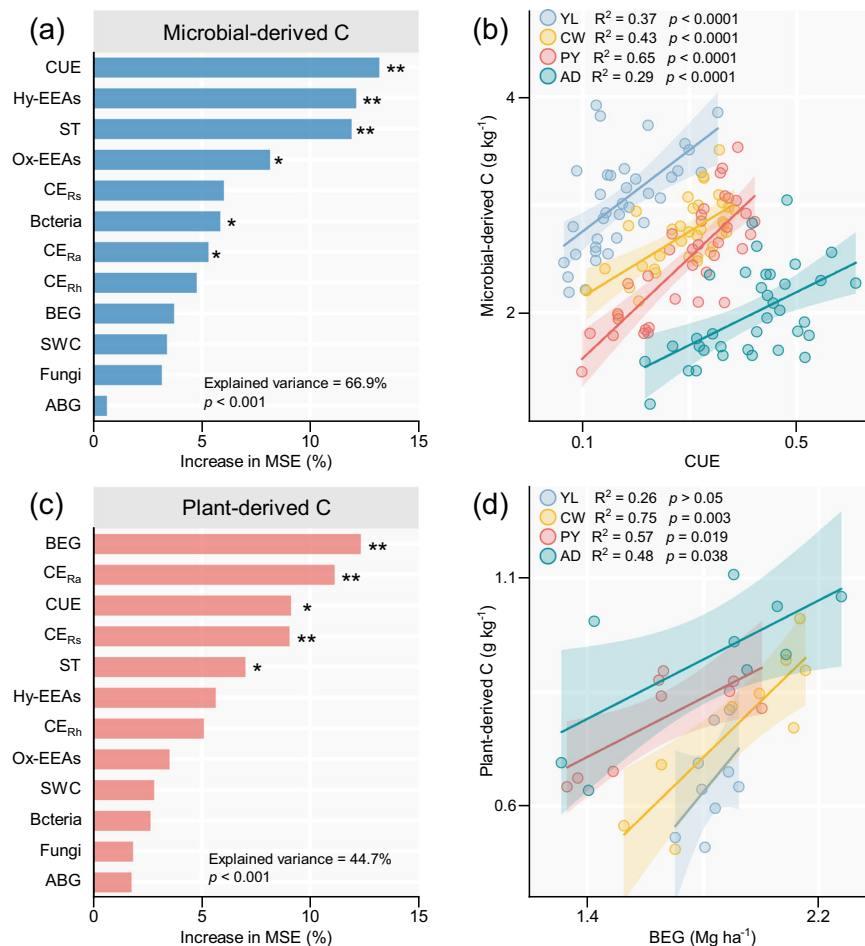 (a)
Microbial-derived C
CUE **
Hy-EEAs **
ST **
Ox-EEAs *
CE_Rs
Bcteria *
CE_Ra *
CE_Rh
BEG
SWC
Fungi
ABG
Explained variance = 66.9%
p < 0.001
0 5 10 15
Increase in MSE (%)
(b)
YL R² = 0.37 p < 0.0001
CW R² = 0.43 p < 0.0001
PY R² = 0.65 p < 0.0001
AD R² = 0.29 p < 0.0001
Microbial-derived C (g kg⁻¹)
4
2
0.1 0.5
CUE
(c)
Plant-derived C
BEG **
CE_Ra **
CUE *
CE_Rs **
ST *
Hy-EEAs
CE_Rh
Ox-EEAs
SWC
Bcteria
Fungi
ABG
Explained variance = 44.7%
p < 0.001
0 5 10 15
Increase in MSE (%)
(d)
YL R² = 0.26 p > 0.05
CW R² = 0.75 p = 0.003
PY R² = 0.57 p = 0.019
AD R² = 0.48 p = 0.038
Plant-derived C (g kg⁻¹)
1.1
0.6
1.4 2.2
BEG (Mg ha⁻¹)